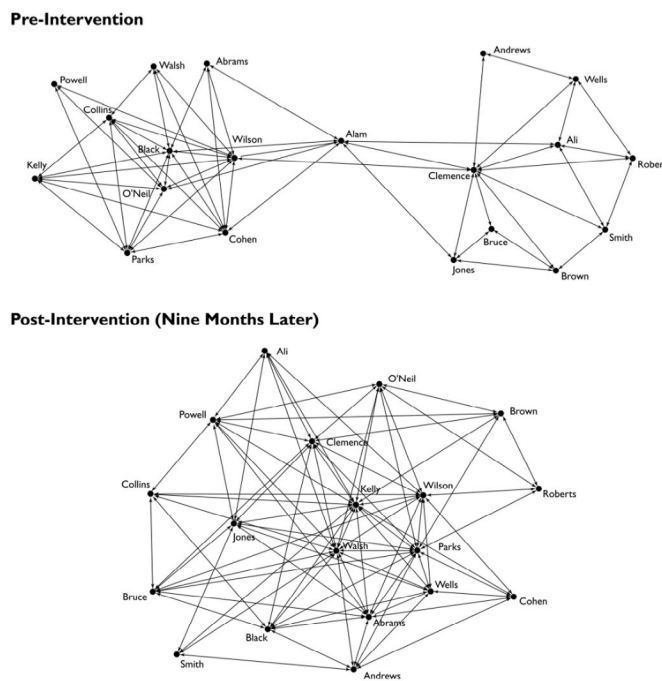 Pre-Intervention
Andrews
Walsh
Abrams
Powell
Wells
Collins
Alam
Wilson
Black
Ali
Rober
Kelly
Clemence
O'Neil
Cohen
Bruce
Smith
Parks
Jones
Brown
Post-Intervention (Nine Months Later)
Ali
O'Neil
Powell
Brown
Clemence
Collins
Kelly
Wilson
Roberts
Jones
Walsh
Parks
Wells
Bruce
Cohen
Abrams
Black
Smith
Andrews